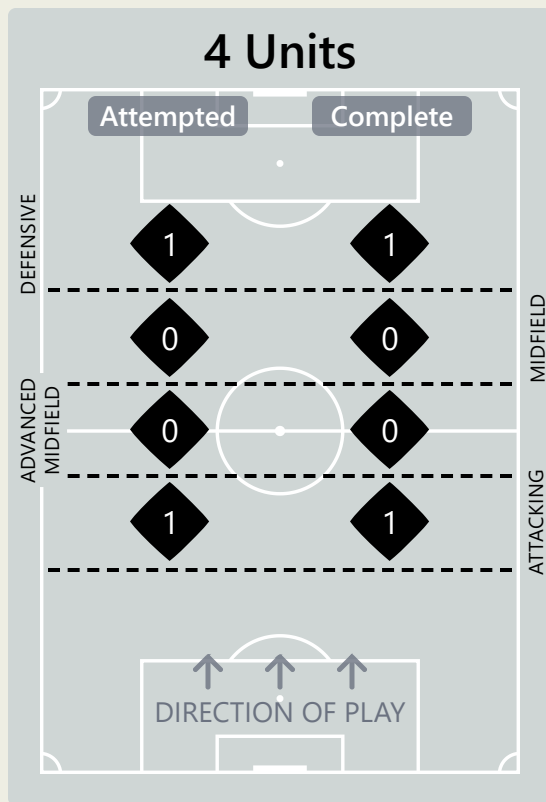 4 Units
Attempted Complete
DEFENSIVE
1 1
MIDFIELD
0 0
ADVANCED
MIDFIELD
0 0
ATTACKING
1 1
DIRECTION OF PLAY